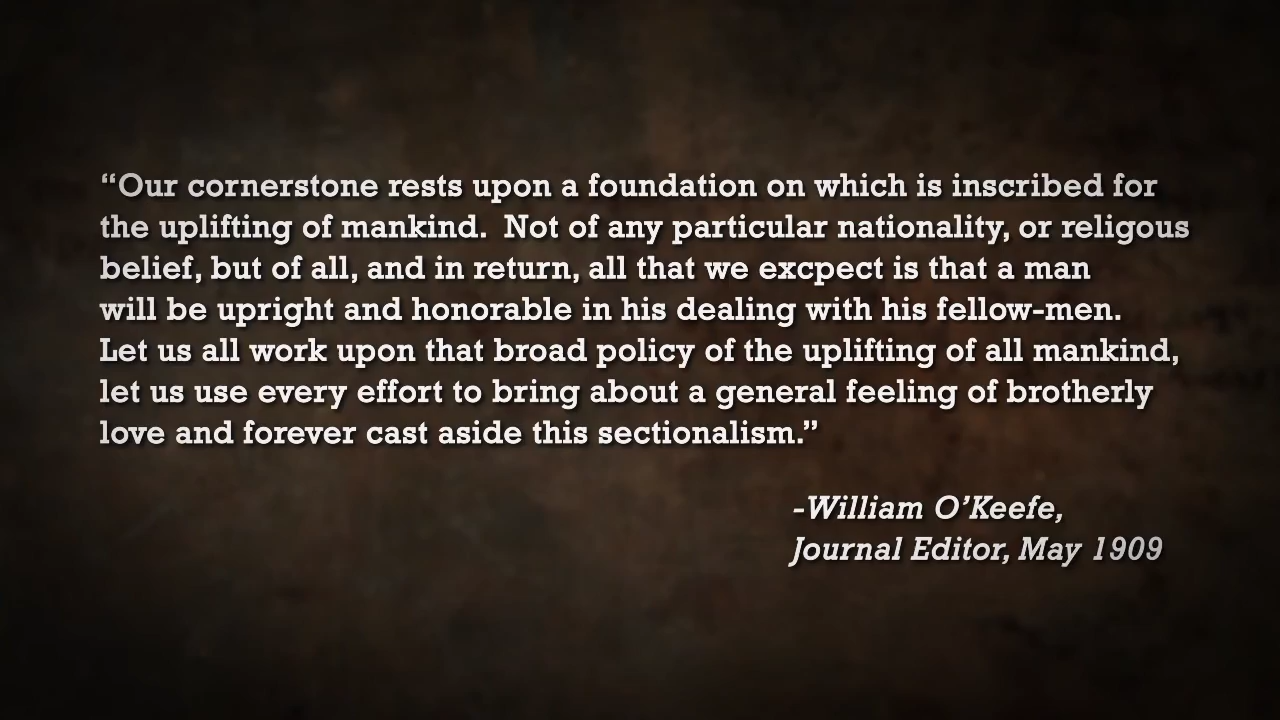 “Our cornerstone rests upon a foundation on which is inscribed for
the uplifting of mankind.  Not of any particular nationality, or religous
belief, but of all, and in return, all that we excpect is that a man
will be upright and honorable in his dealing with his fellow-men.
Let us all work upon that broad policy of the uplifting of all mankind,
let us use every effort to bring about a general feeling of brotherly
love and forever cast aside this sectionalism.”
-William O’Keefe,
Journal Editor, May 1909